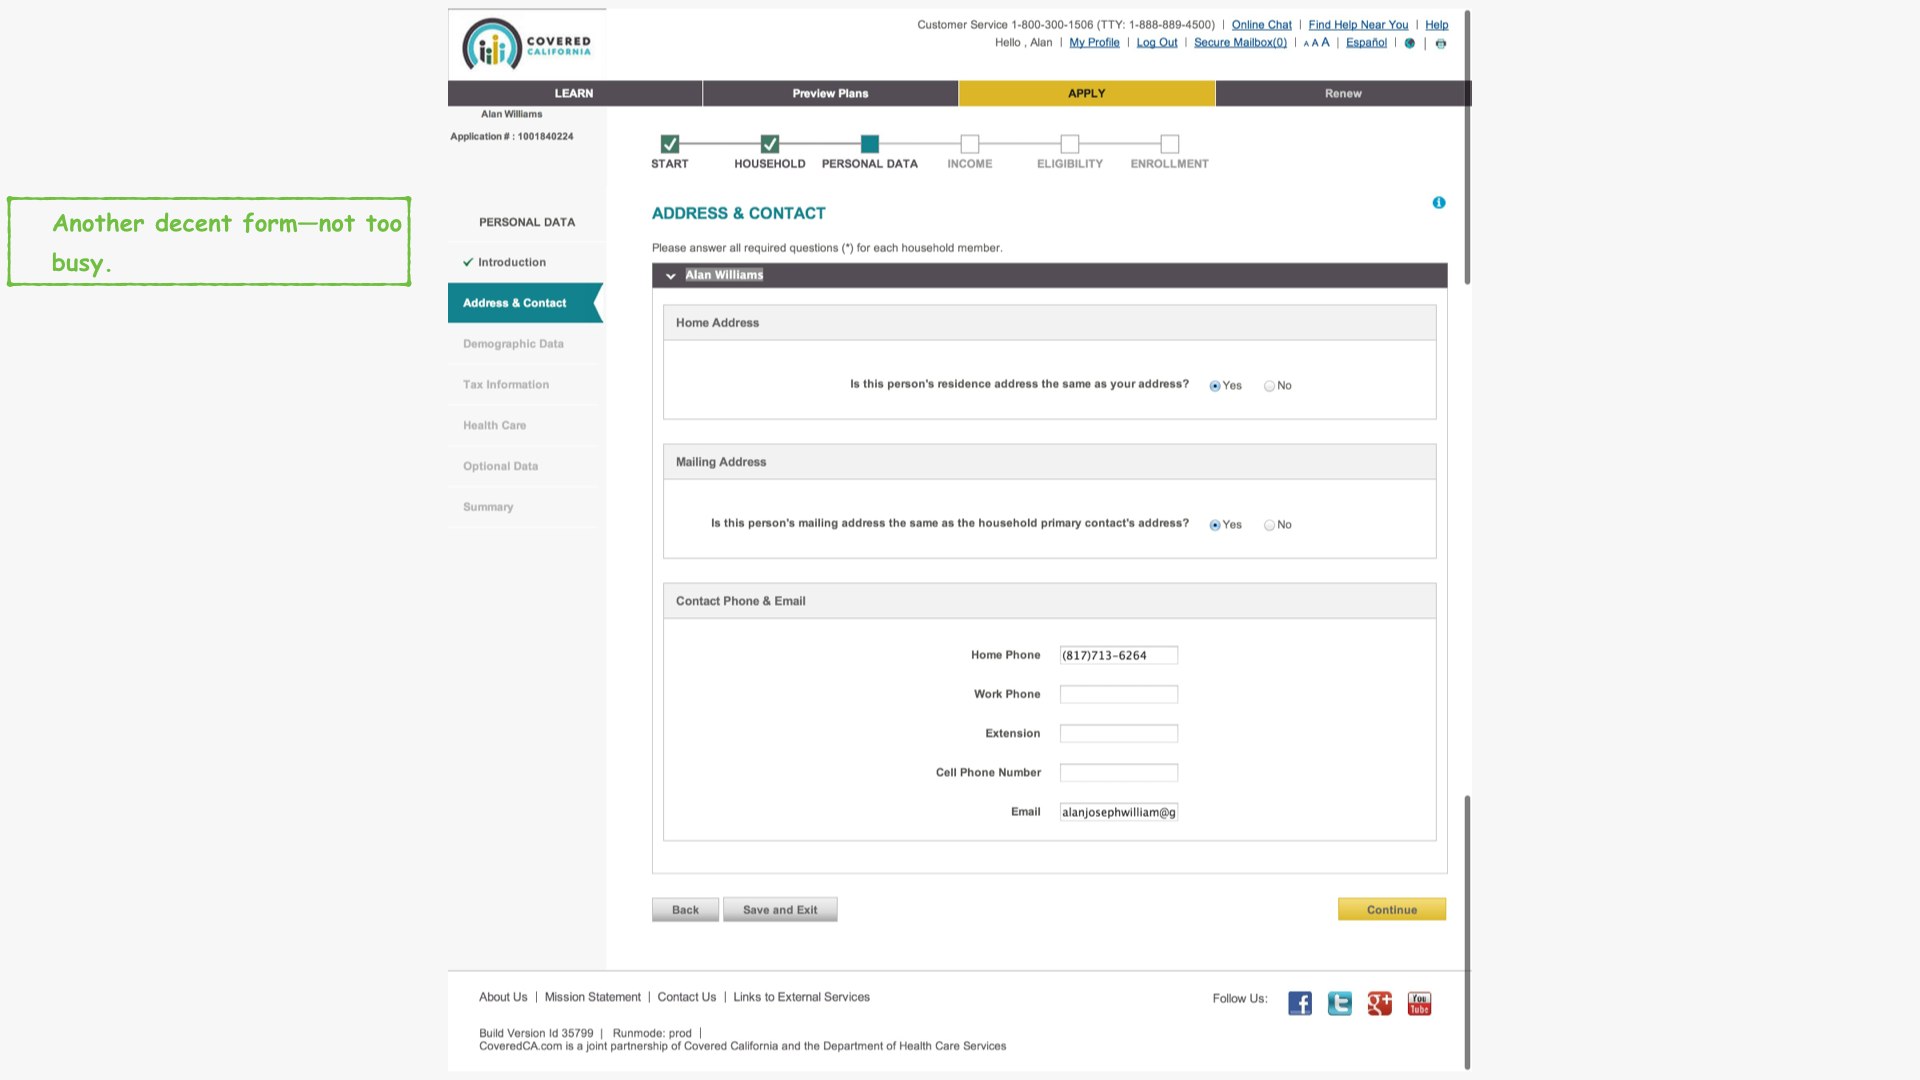 Customer Service 1-800-300-1506 (TTY: 1-888-889-4500) | Online Chat | Find Help Near You | Help
COVERED
CALIFORNIA
Hello , Alan | My Profile | Log Out | Secure Mailbox(0) | A A A | Español | |
LEARN Preview Plans APPLY Renew
Alan Williams
Application # : 1001840224
START HOUSEHOLD PERSONAL DATA INCOME ELIGIBILITY ENROLLMENT
Another decent form—not too
busy.
PERSONAL DATA
Introduction
Address & Contact
Demographic Data
Tax Information
Health Care
Optional Data
Summary
ADDRESS & CONTACT
Please answer all required questions (*) for each household member.
Alan Williams
Home Address
Is this person's residence address the same as your address? Yes No
Mailing Address
Is this person's mailing address the same as the household primary contact's address? Yes No
Contact Phone & Email
Home Phone (817)713-6264
Work Phone
Extension
Cell Phone Number
Email alanjosephwilliam@g
Back Save and Exit Continue
About Us | Mission Statement | Contact Us | Links to External Services
Follow Us: f t g+ You Tube
Build Version Id 35799 | Runmode: prod |
CoveredCA.com is a joint partnership of Covered California and the Department of Health Care Services